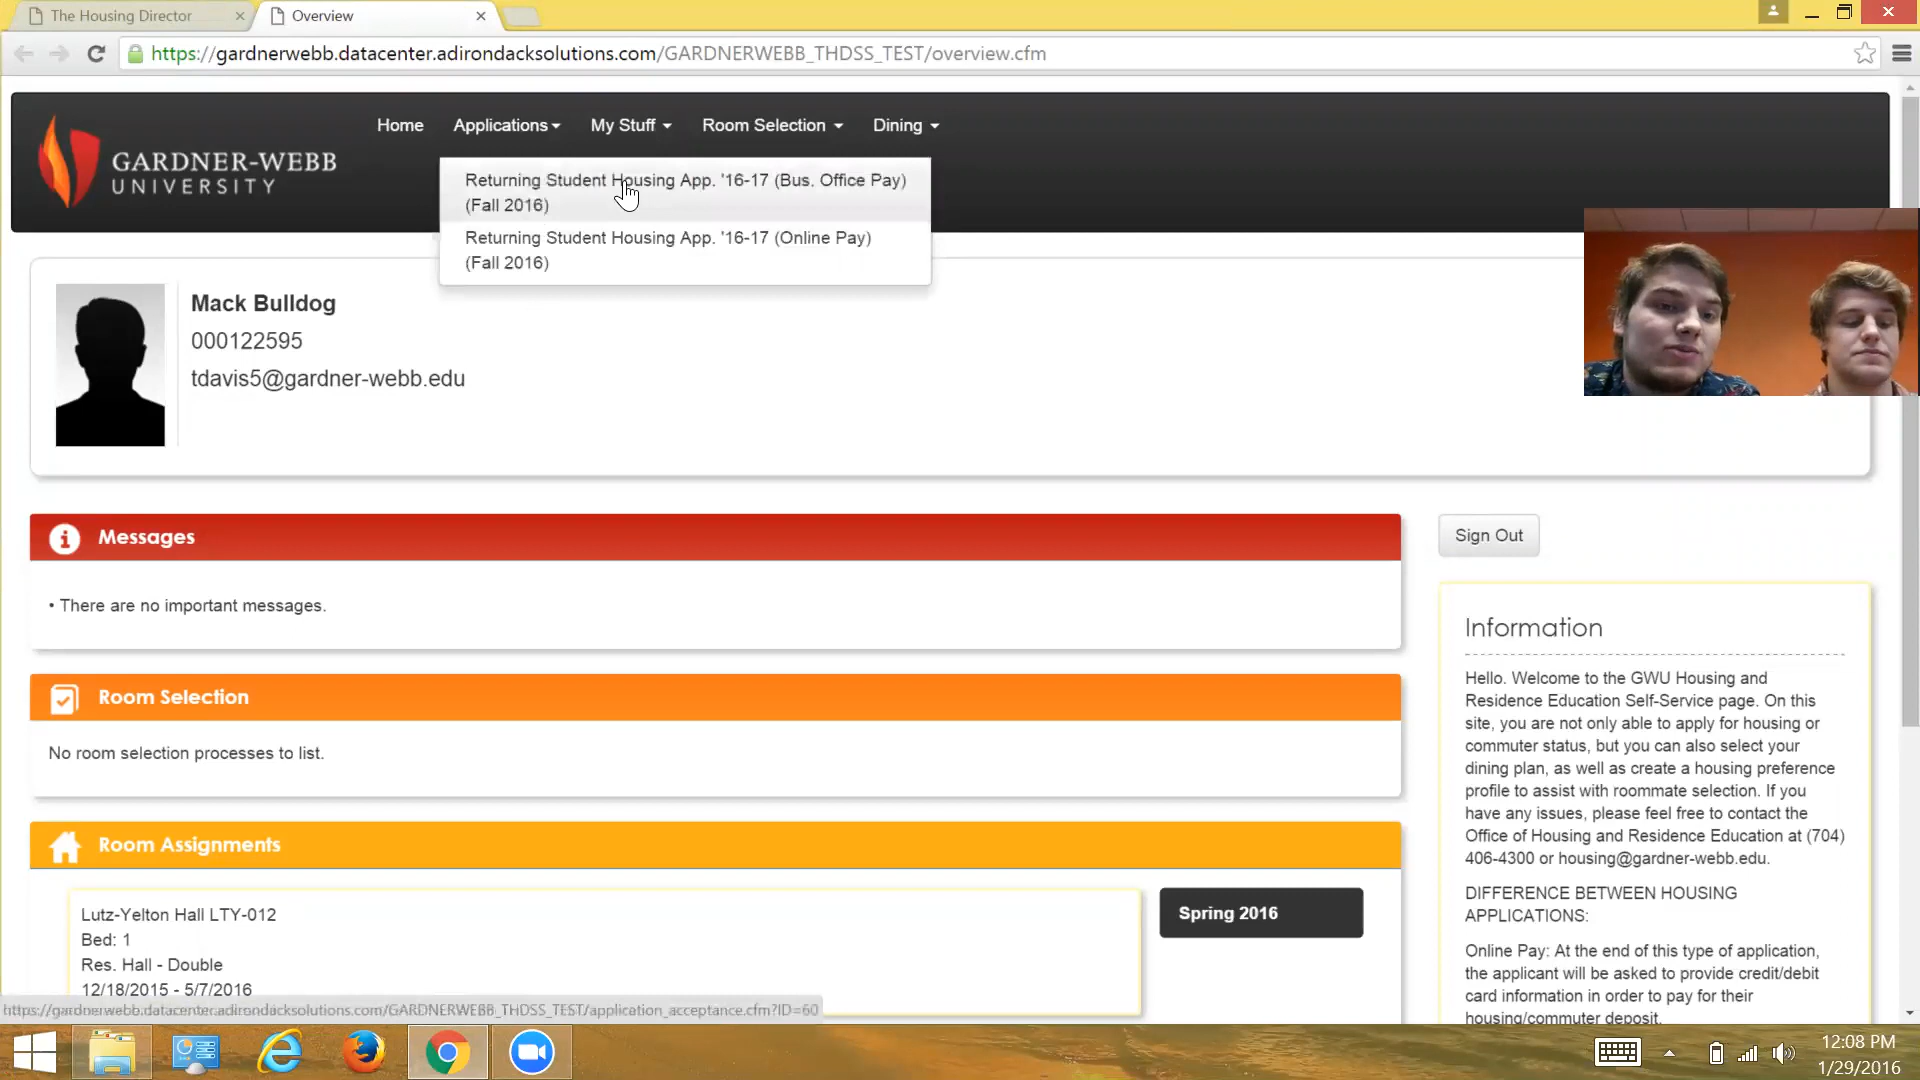 The Housing Director
Overview
https://gardnerwebb.datacenter.adirondacksolutions.com/GARDNERWEBB_THDSS_TEST/overview.cfm
GARDNER-WEBB
UNIVERSITY
Home
Applications
My Stuff
Room Selection
Dining
Returning Student Housing App. '16-17 (Bus. Office Pay)
(Fall 2016)
Returning Student Housing App. '16-17 (Online Pay)
(Fall 2016)
Mack Bulldog
000122595
tdavis5@gardner-webb.edu
Messages
• There are no important messages.
Room Selection
No room selection processes to list.
Room Assignments
Lutz-Yelton Hall LTY-012
Bed: 1
Res. Hall - Double
12/18/2015 - 5/7/2016
Spring 2016
Sign Out
Information
Hello. Welcome to the GWU Housing and
Residence Education Self-Service page. On this
site, you are not only able to apply for housing or
commuter status, but you can also select your
dining plan, as well as create a housing preference
profile to assist with roommate selection. If you
have any issues, please feel free to contact the
Office of Housing and Residence Education at (704)
406-4300 or housing@gardner-webb.edu.
DIFFERENCE BETWEEN HOUSING
APPLICATIONS:
Online Pay: At the end of this type of application,
the applicant will be asked to provide credit/debit
card information in order to pay for their
housing/commuter deposit.
https://gardnerwebb.datacenter.adirondacksolutions.com/GARDNERWEBB_THDSS_TEST/application_acceptance.cfm?ID=60
12:08 PM
1/29/2016